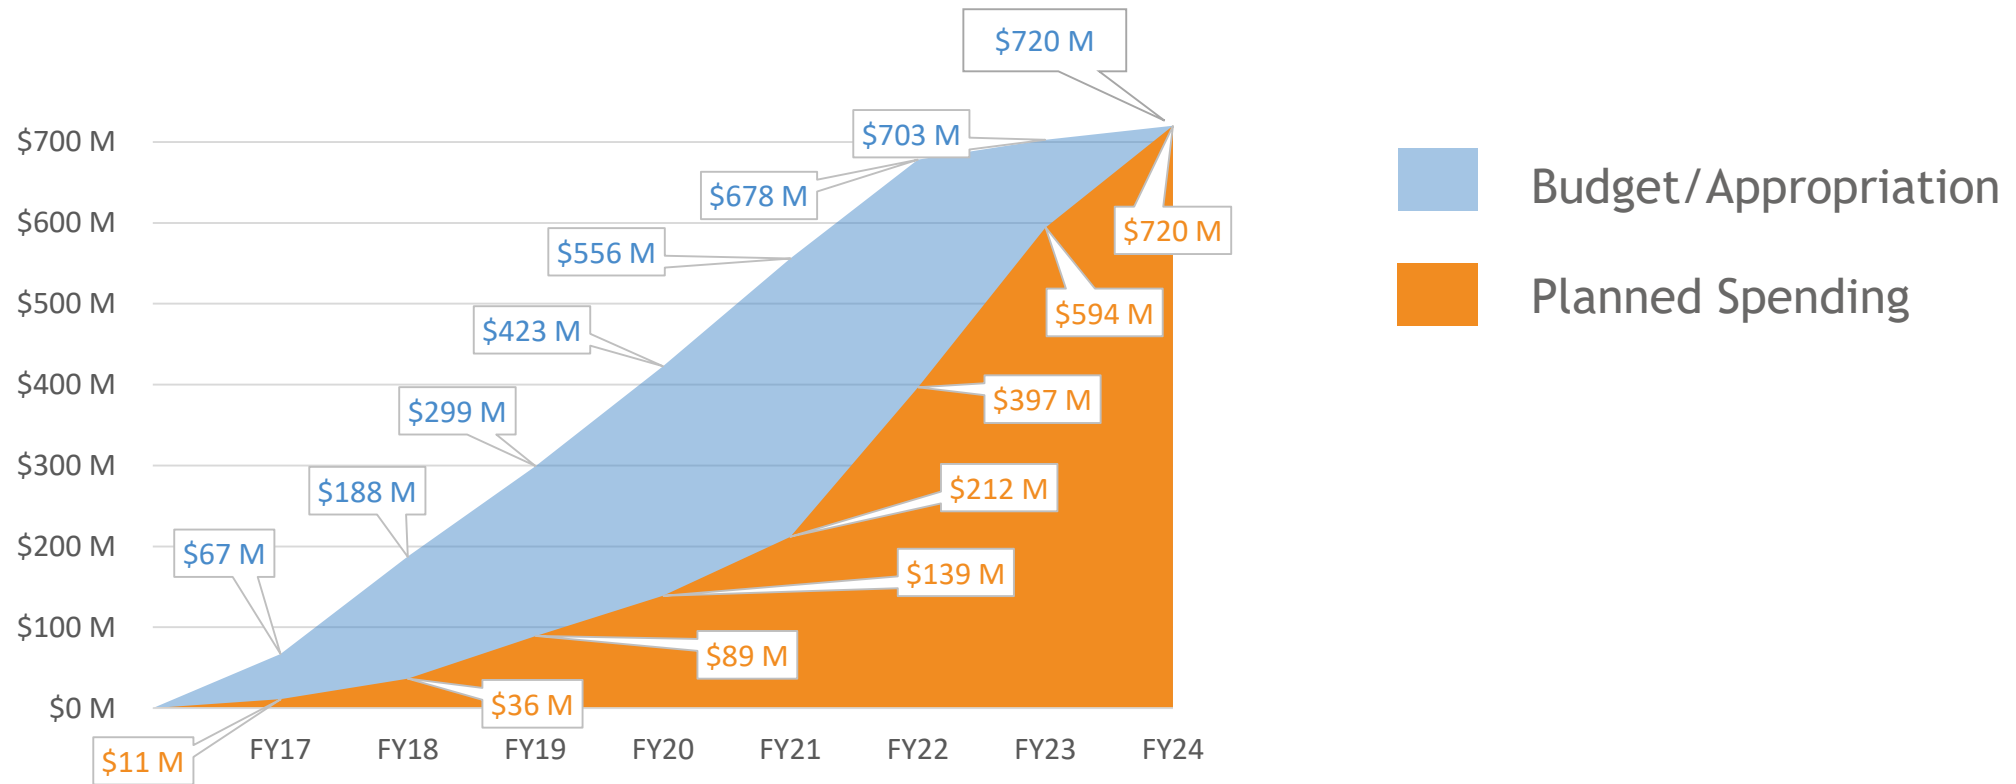 $720 M
$700 M
$703 M
$678 M
$600 M
$720 M
$556 M
$500 M
$594 M
$423 M
$400 M
$397 M
$299 M
$300 M
$188 M
$212 M
$200 M
$67 M
$139 M
$100 M
$89 M
$36 M
$0 M
$11 M
FY17 FY18 FY19 FY20 FY21 FY22 FY23 FY24
Budget/Appropriation
Planned Spending